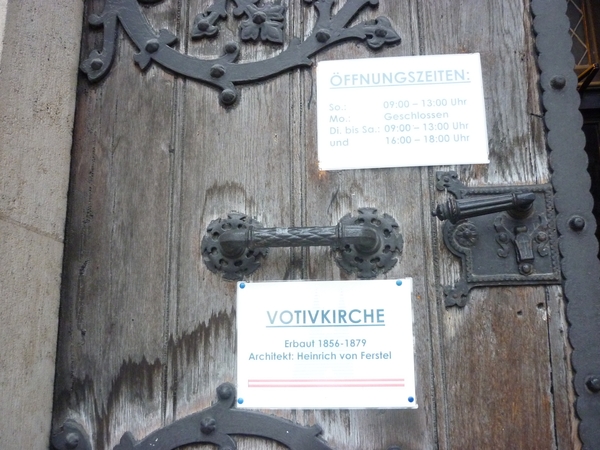 ÖFFNUNGSZEITEN:
So.: 09:00 – 13:00 Uhr
Mo.: Geschlossen
Di. bis Sa.: 09:00 – 13:00 Uhr
und 16:00 – 18:00 Uhr
VOTIVKIRCHE
Erbaut 1856-1879
Architekt: Heinrich von Ferstel